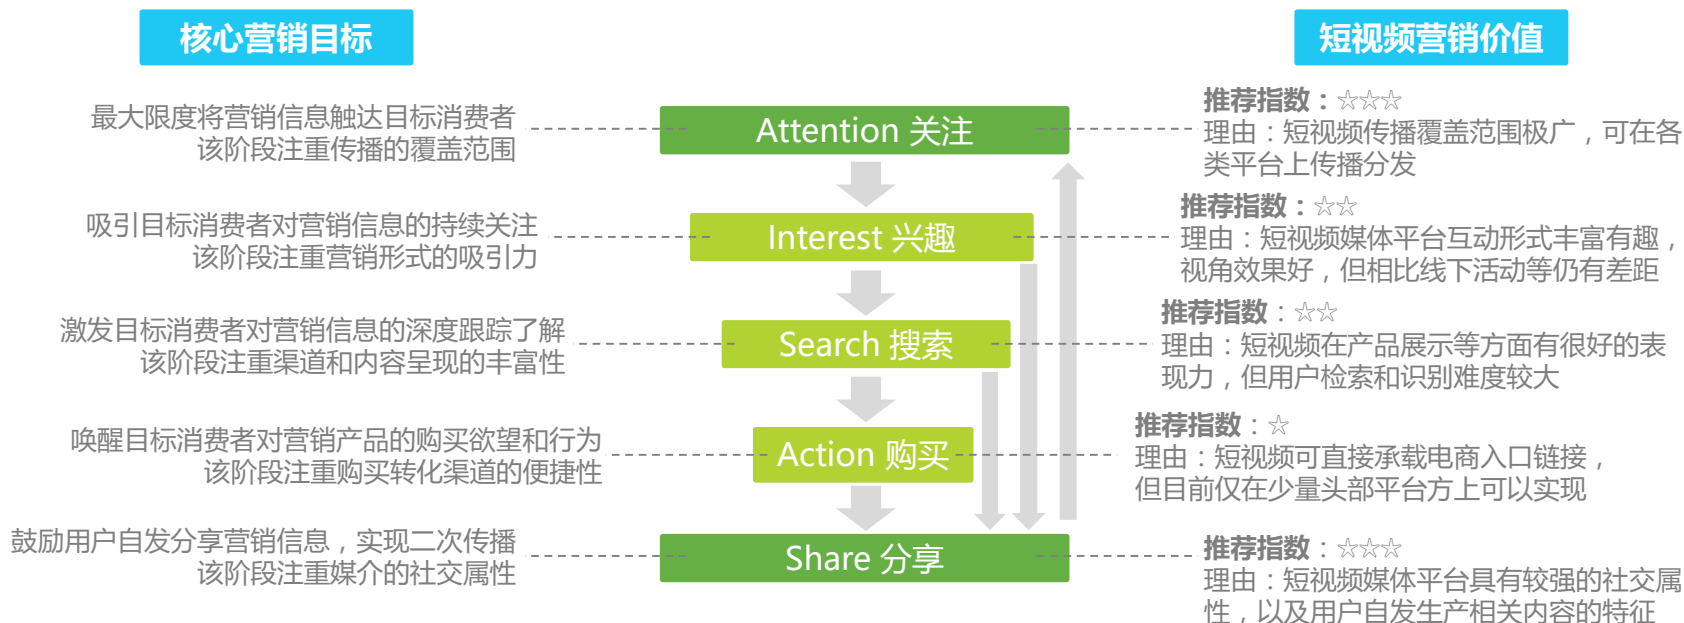 核心营销目标
短视频营销价值
最大限度将营销信息触达目标消费者
该阶段注重传播的覆盖范围
Attention 关注
推荐指数：☆☆☆
理由：短视频传播覆盖范围极广，可在各
类平台上传播分发
吸引目标消费者对营销信息的持续关注
该阶段注重营销形式的吸引力
Interest 兴趣
推荐指数：☆☆
理由：短视频媒体平台互动形式丰富有趣，
视角效果好，但相比线下活动等仍有差距
激发目标消费者对营销信息的深度跟踪了解
该阶段注重渠道和内容呈现的丰富性
Search 搜索
推荐指数：☆☆
理由：短视频在产品展示等方面有很好的表
现力，但用户检索和识别难度较大
唤醒目标消费者对营销产品的购买欲望和行为
该阶段注重购买转化渠道的便捷性
Action 购买
推荐指数：☆
理由：短视频可直接承载电商入口链接，
但目前仅在少量头部平台方上可以实现
鼓励用户自发分享营销信息，实现二次传播
该阶段注重媒介的社交属性
Share 分享
推荐指数：☆☆☆
理由：短视频媒体平台具有较强的社交属
性，以及用户自发生产相关内容的特征